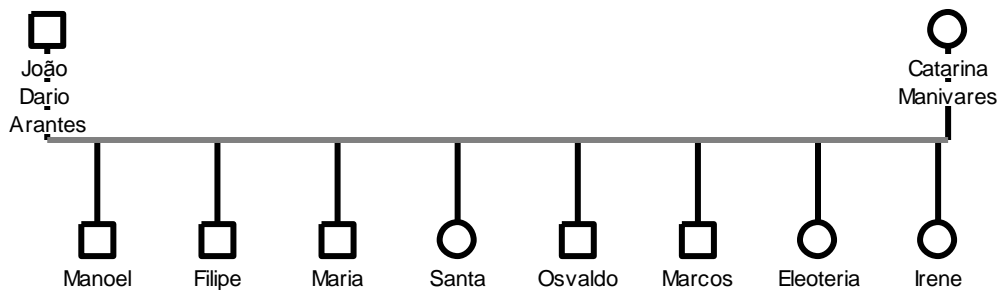 João
Dario
Arantes
Catarina
Manivares
Manoel
Filipe
Maria
Santa
Osvaldo
Marcos
Eleoteria
Irene